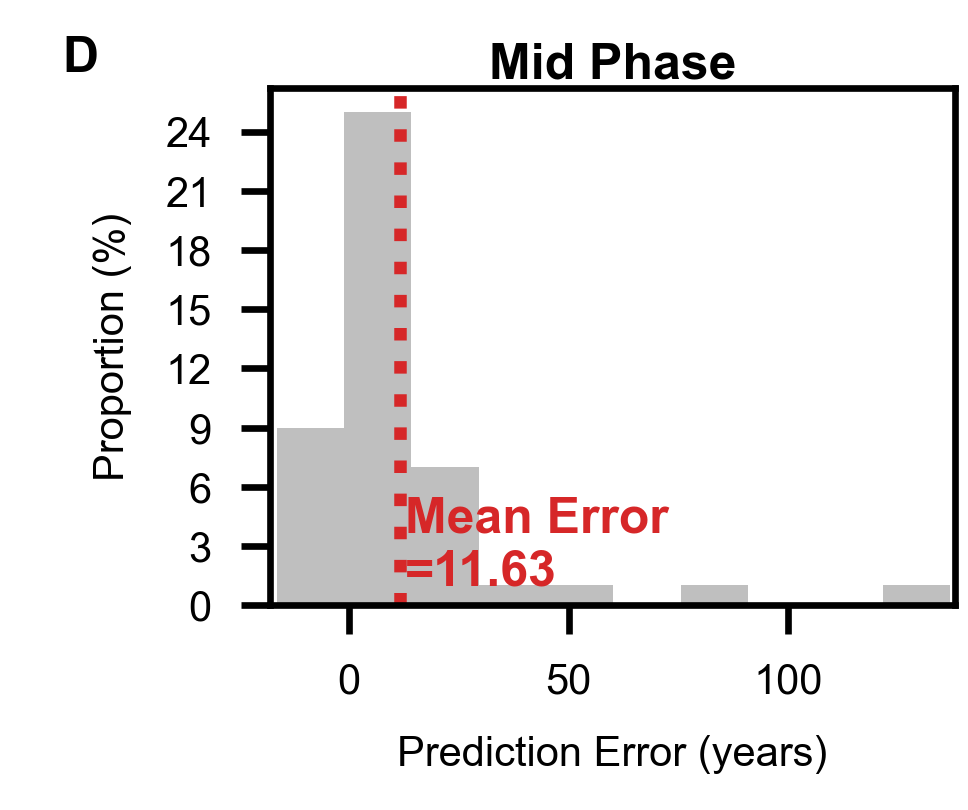 D
Mid Phase
24
21
18
15
12
9
6
3
0
Proportion (%)
Mean Error
=11.63
0 50 100
Prediction Error (years)